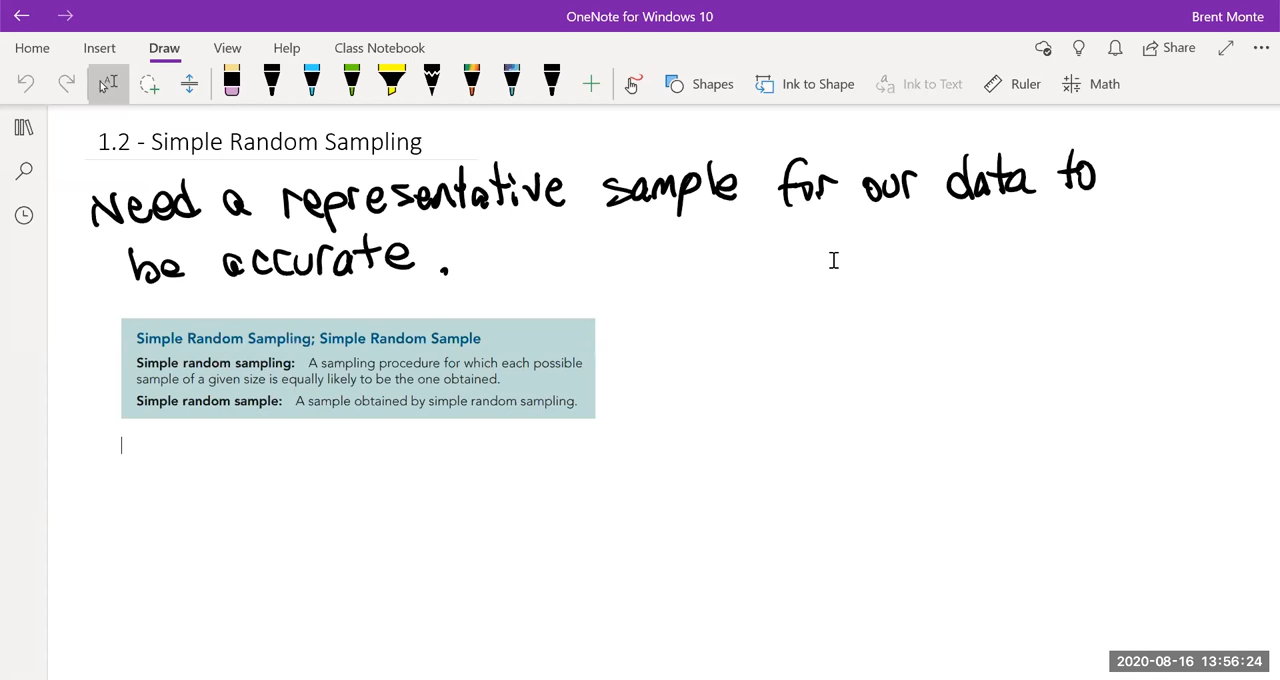 OneNote for Windows 10
Brent Monte
Home Insert Draw View Help Class Notebook Share
Shapes Ink to Shape Ink to Text Ruler Math
1.2 - Simple Random Sampling
Need a representative sample for our data to
be accurate.
Simple Random Sampling; Simple Random Sample
Simple random sampling: A sampling procedure for which each possible
sample of a given size is equally likely to be the one obtained.
Simple random sample: A sample obtained by simple random sampling.
2020-08-16 13:56:24